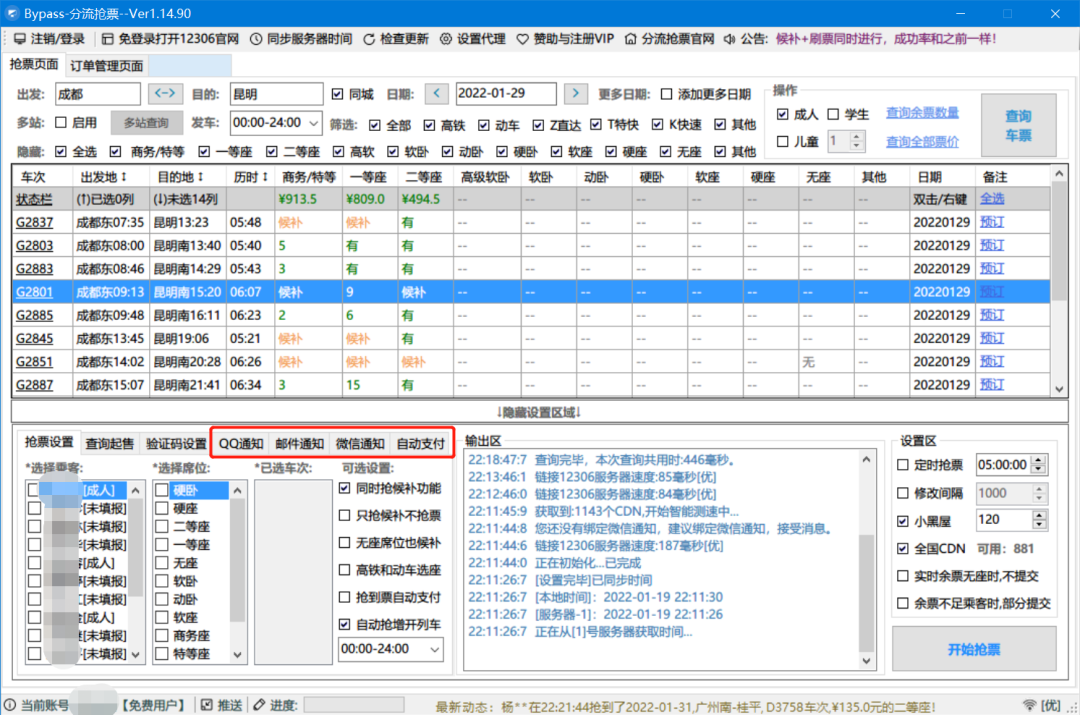 Bypass-分流抢票--Ver1.14.90
注销/登录 免登录打开12306官网 同步服务器时间 检查更新 设置代理 赞助与注册VIP 分流抢票官网 公告: 候补+刷票同时进行，成功率和之前一样!
抢票页面 订单管理页面
出发: 成都 <-> 目的: 昆明 同城 日期: < 2022-01-29 > 更多日期: 添加更多日期
多站: 启用 多站查询 发车: 00:00-24:00 筛选: 全部 高铁 动车 Z直达 T特快 K快速 其他
隐藏: 全选 商务/特等 一等座 二等座 高软 软卧 动卧 硬卧 软座 硬座 无座 其他
操作
成人 学生 查询余票数量
儿童 1 查询全部票价
查询
车票
车次 出发地↕ 目的地↕ 历时↕ 商务/特等 一等座 二等座 高级软卧 软卧 动卧 硬卧 软座 硬座 无座 其他 日期 备注
状态栏 (↑)已选0列 (↓)未选14列 ¥913.5 ¥809.0 ¥494.5 -- -- -- -- -- -- -- -- 双击/右键 全选
G2837 成都东07:35 昆明13:23 05:48 候补 候补 有 -- -- -- -- -- -- -- -- 20220129 预订
G2803 成都东08:00 昆明南13:40 05:40 5 有 有 -- -- -- -- -- -- -- -- 20220129 预订
G2883 成都东08:46 昆明南14:29 05:43 3 有 有 -- -- -- -- -- -- -- -- 20220129 预订
G2801 成都东09:13 昆明南15:20 06:07 候补 9 候补 -- -- -- -- -- -- -- -- 20220129 预订
G2885 成都东09:48 昆明南16:11 06:23 2 6 有 -- -- -- -- -- -- -- -- 20220129 预订
G2845 成都东13:45 昆明19:06 05:21 候补 候补 有 -- -- -- -- -- -- -- -- 20220129 预订
G2851 成都东14:02 昆明南20:28 06:26 候补 候补 候补 -- -- -- -- -- -- 无 -- 20220129 预订
G2887 成都东15:07 昆明南21:41 06:34 3 15 有 -- -- -- -- -- -- -- -- 20220129 预订
↓隐藏设置区域↓
抢票设置 查询起售 验证码设置 QQ通知 邮件通知 微信通知 自动支付
*选择乘客: *选择席位: *已选车次: 可选设置:
[成人]
[未填报]
[未填报]
[未填报]
[成人]
[未填报]
[未填报]
[成人]
[未填报]
[未填报]
硬卧
硬座
二等座
一等座
无座
软卧
动卧
软座
商务座
特等座
同时抢候补功能
只抢候补不抢票
无座席位也候补
高铁和动车选座
抢到票自动支付
自动抢增开列车
00:00-24:00
输出区
22:18:47:7 查询完毕，本次查询共用时:446毫秒。
22:13:46:1 链接12306服务器速度:85毫秒[优]
22:12:46:0 链接12306服务器速度:84毫秒[优]
22:11:45:9 获取到:1143个CDN,开始智能测速中...
22:11:44:8 您还没有绑定微信通知，建议绑定微信通知，接受消息。
22:11:44:6 链接12306服务器速度:187毫秒[优]
22:11:44:0 正在初始化...已完成
22:11:26:7 [设置完毕]已同步时间
22:11:26:7 [本地时间]：2022-01-19 22:11:30
22:11:26:7 [服务器-1]：2022-01-19 22:11:26
22:11:26:7 正在从[1]号服务器获取时间...
设置区
定时抢票 05:00:00
修改间隔 1000
小黑屋 120
全国CDN 可用: 881
实时余票无座时,不提交
余票不足乘客时,部分提交
开始抢票
当前账号 【免费用户】 推送 进度: 最新动态：杨**在22:21:44抢到了2022-01-31,广州南-桂平, D3758车次,¥135.0元的二等座! [优]